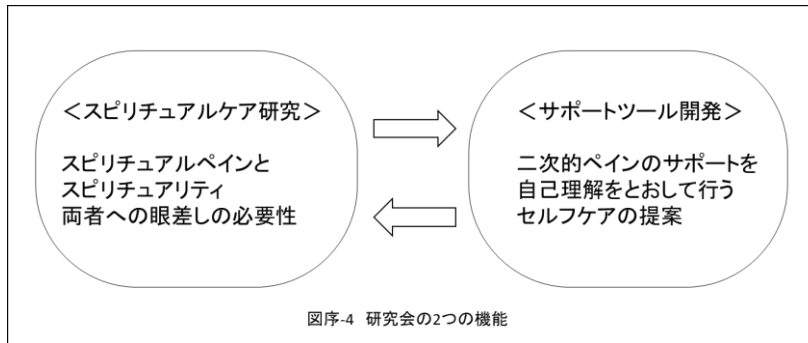 ＜スピリチュアルケア研究＞
スピリチュアルペインと
スピリチュアリティ
両者への眼差しの必要性
＜サポートツール開発＞
二次的ペインのサポートを
自己理解をとおして行う
セルフケアの提案
図序-4 研究会の2つの機能